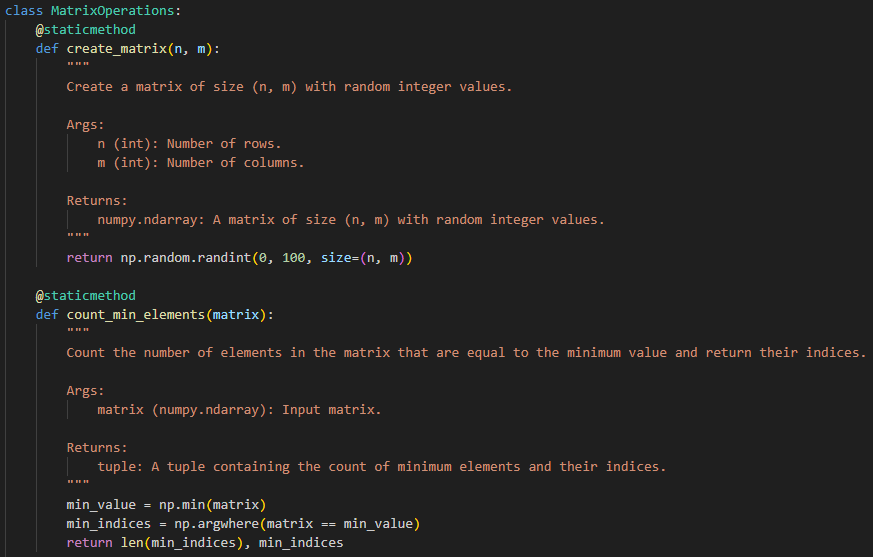 class MatrixOperations:
    @staticmethod
    def create_matrix(n, m):
        """
        Create a matrix of size (n, m) with random integer values.

        Args:
            n (int): Number of rows.
            m (int): Number of columns.

        Returns:
            numpy.ndarray: A matrix of size (n, m) with random integer values.
        """
        return np.random.randint(0, 100, size=(n, m))

    @staticmethod
    def count_min_elements(matrix):
        """
        Count the number of elements in the matrix that are equal to the minimum value and return their indices.

        Args:
            matrix (numpy.ndarray): Input matrix.

        Returns:
            tuple: A tuple containing the count of minimum elements and their indices.
        """
        min_value = np.min(matrix)
        min_indices = np.argwhere(matrix == min_value)
        return len(min_indices), min_indices